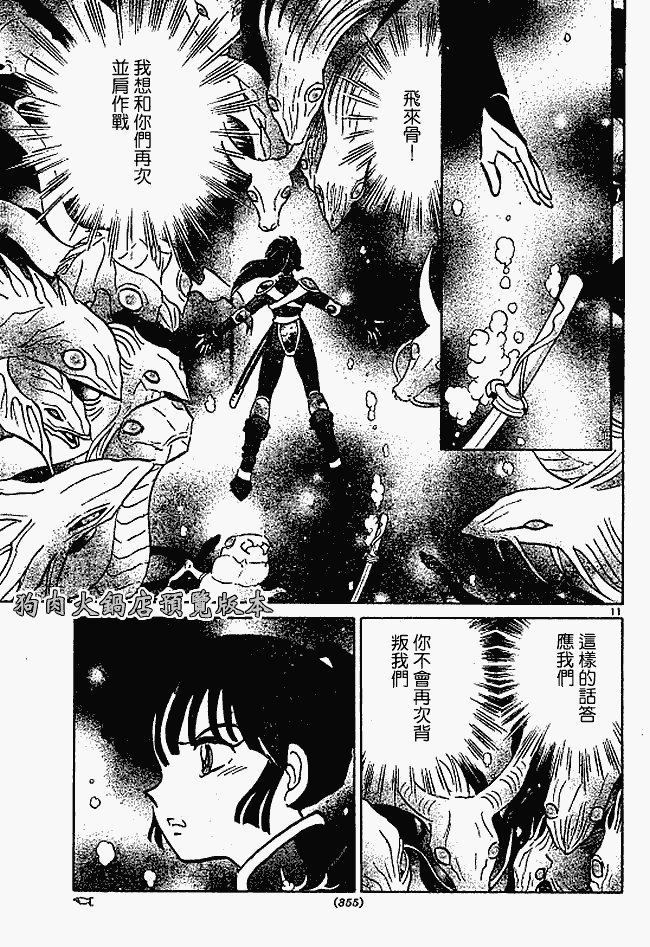 飛來骨！
我想和你們再次
並肩作戰
狗肉火鍋店預覽版本
11
這樣的話答
應我們
你不會再次背
叛我們
(355)